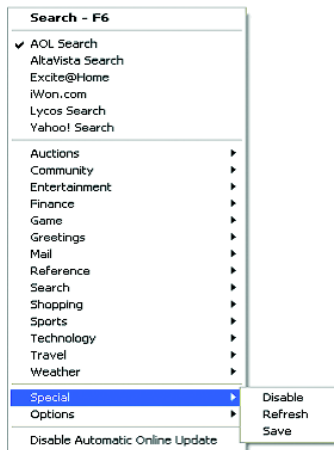 Search - F6
AOL Search
AltaVista Search
Excite@Home
iWon.com
Lycos Search
Yahoo! Search
Auctions
Community
Entertainment
Finance
Game
Greetings
Mail
Reference
Search
Shopping
Sports
Technology
Travel
Weather
Special
Options
Disable Automatic Online Update
Disable
Refresh
Save